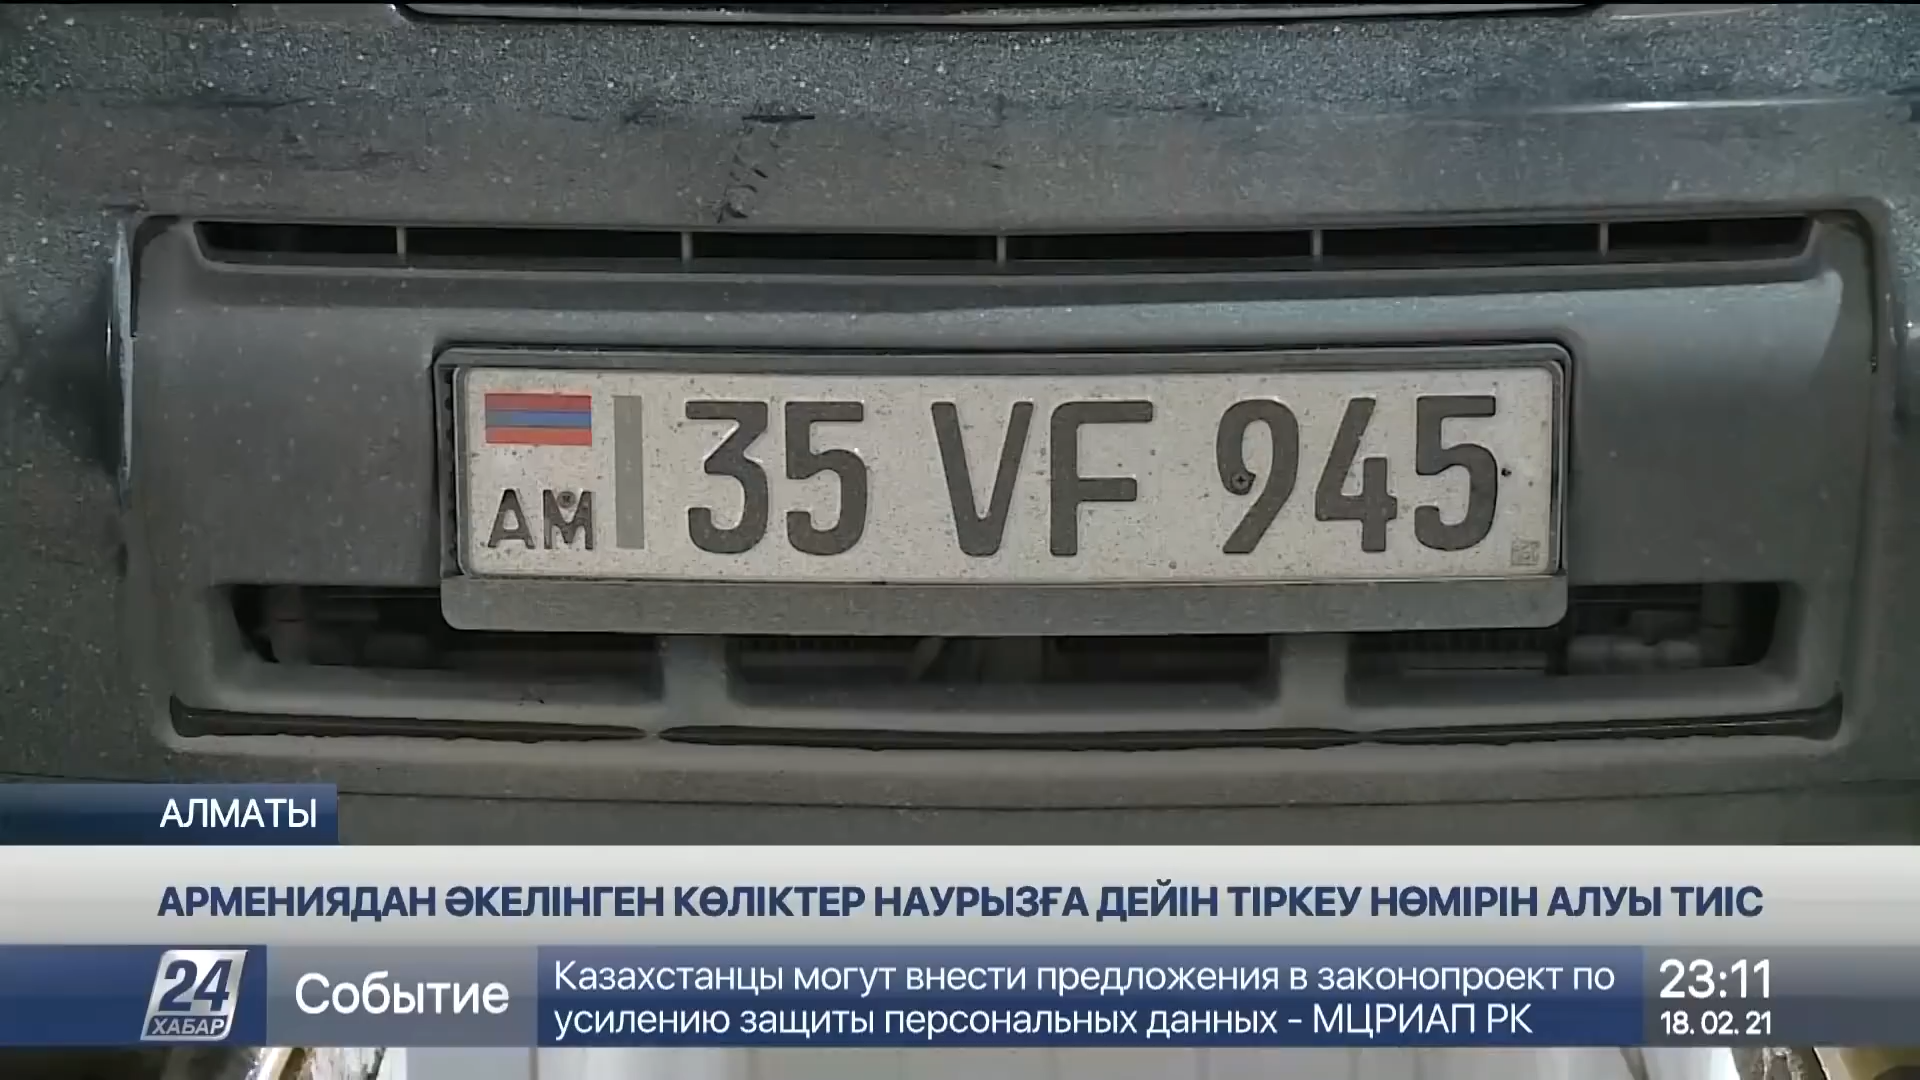 AM 35 VF 945
АЛМАТЫ
АРМЕНИЯДАН ӘКЕЛІНГЕН КӨЛІКТЕР НАУРЫЗҒА ДЕЙІН ТІРКЕУ НӨМІРІН АЛУЫ ТИІС
24
ХАБАР
Событие
Казахстанцы могут внести предложения в законопроект по
усилению защиты персональных данных - МЦРИАП РК
23:11
18. 02. 21